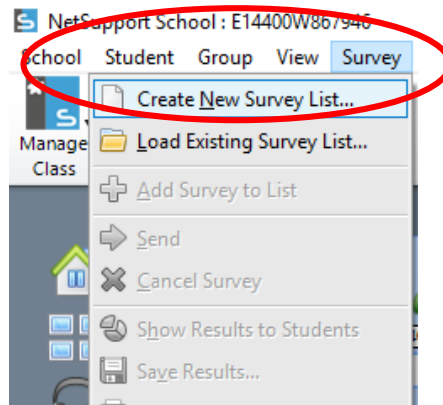 NetSupport School : E14400W867946
School Student Group View Survey
Create New Survey List...
Manage
Class
Load Existing Survey List...
Add Survey to List
Send
Cancel Survey
Show Results to Students
Save Results...